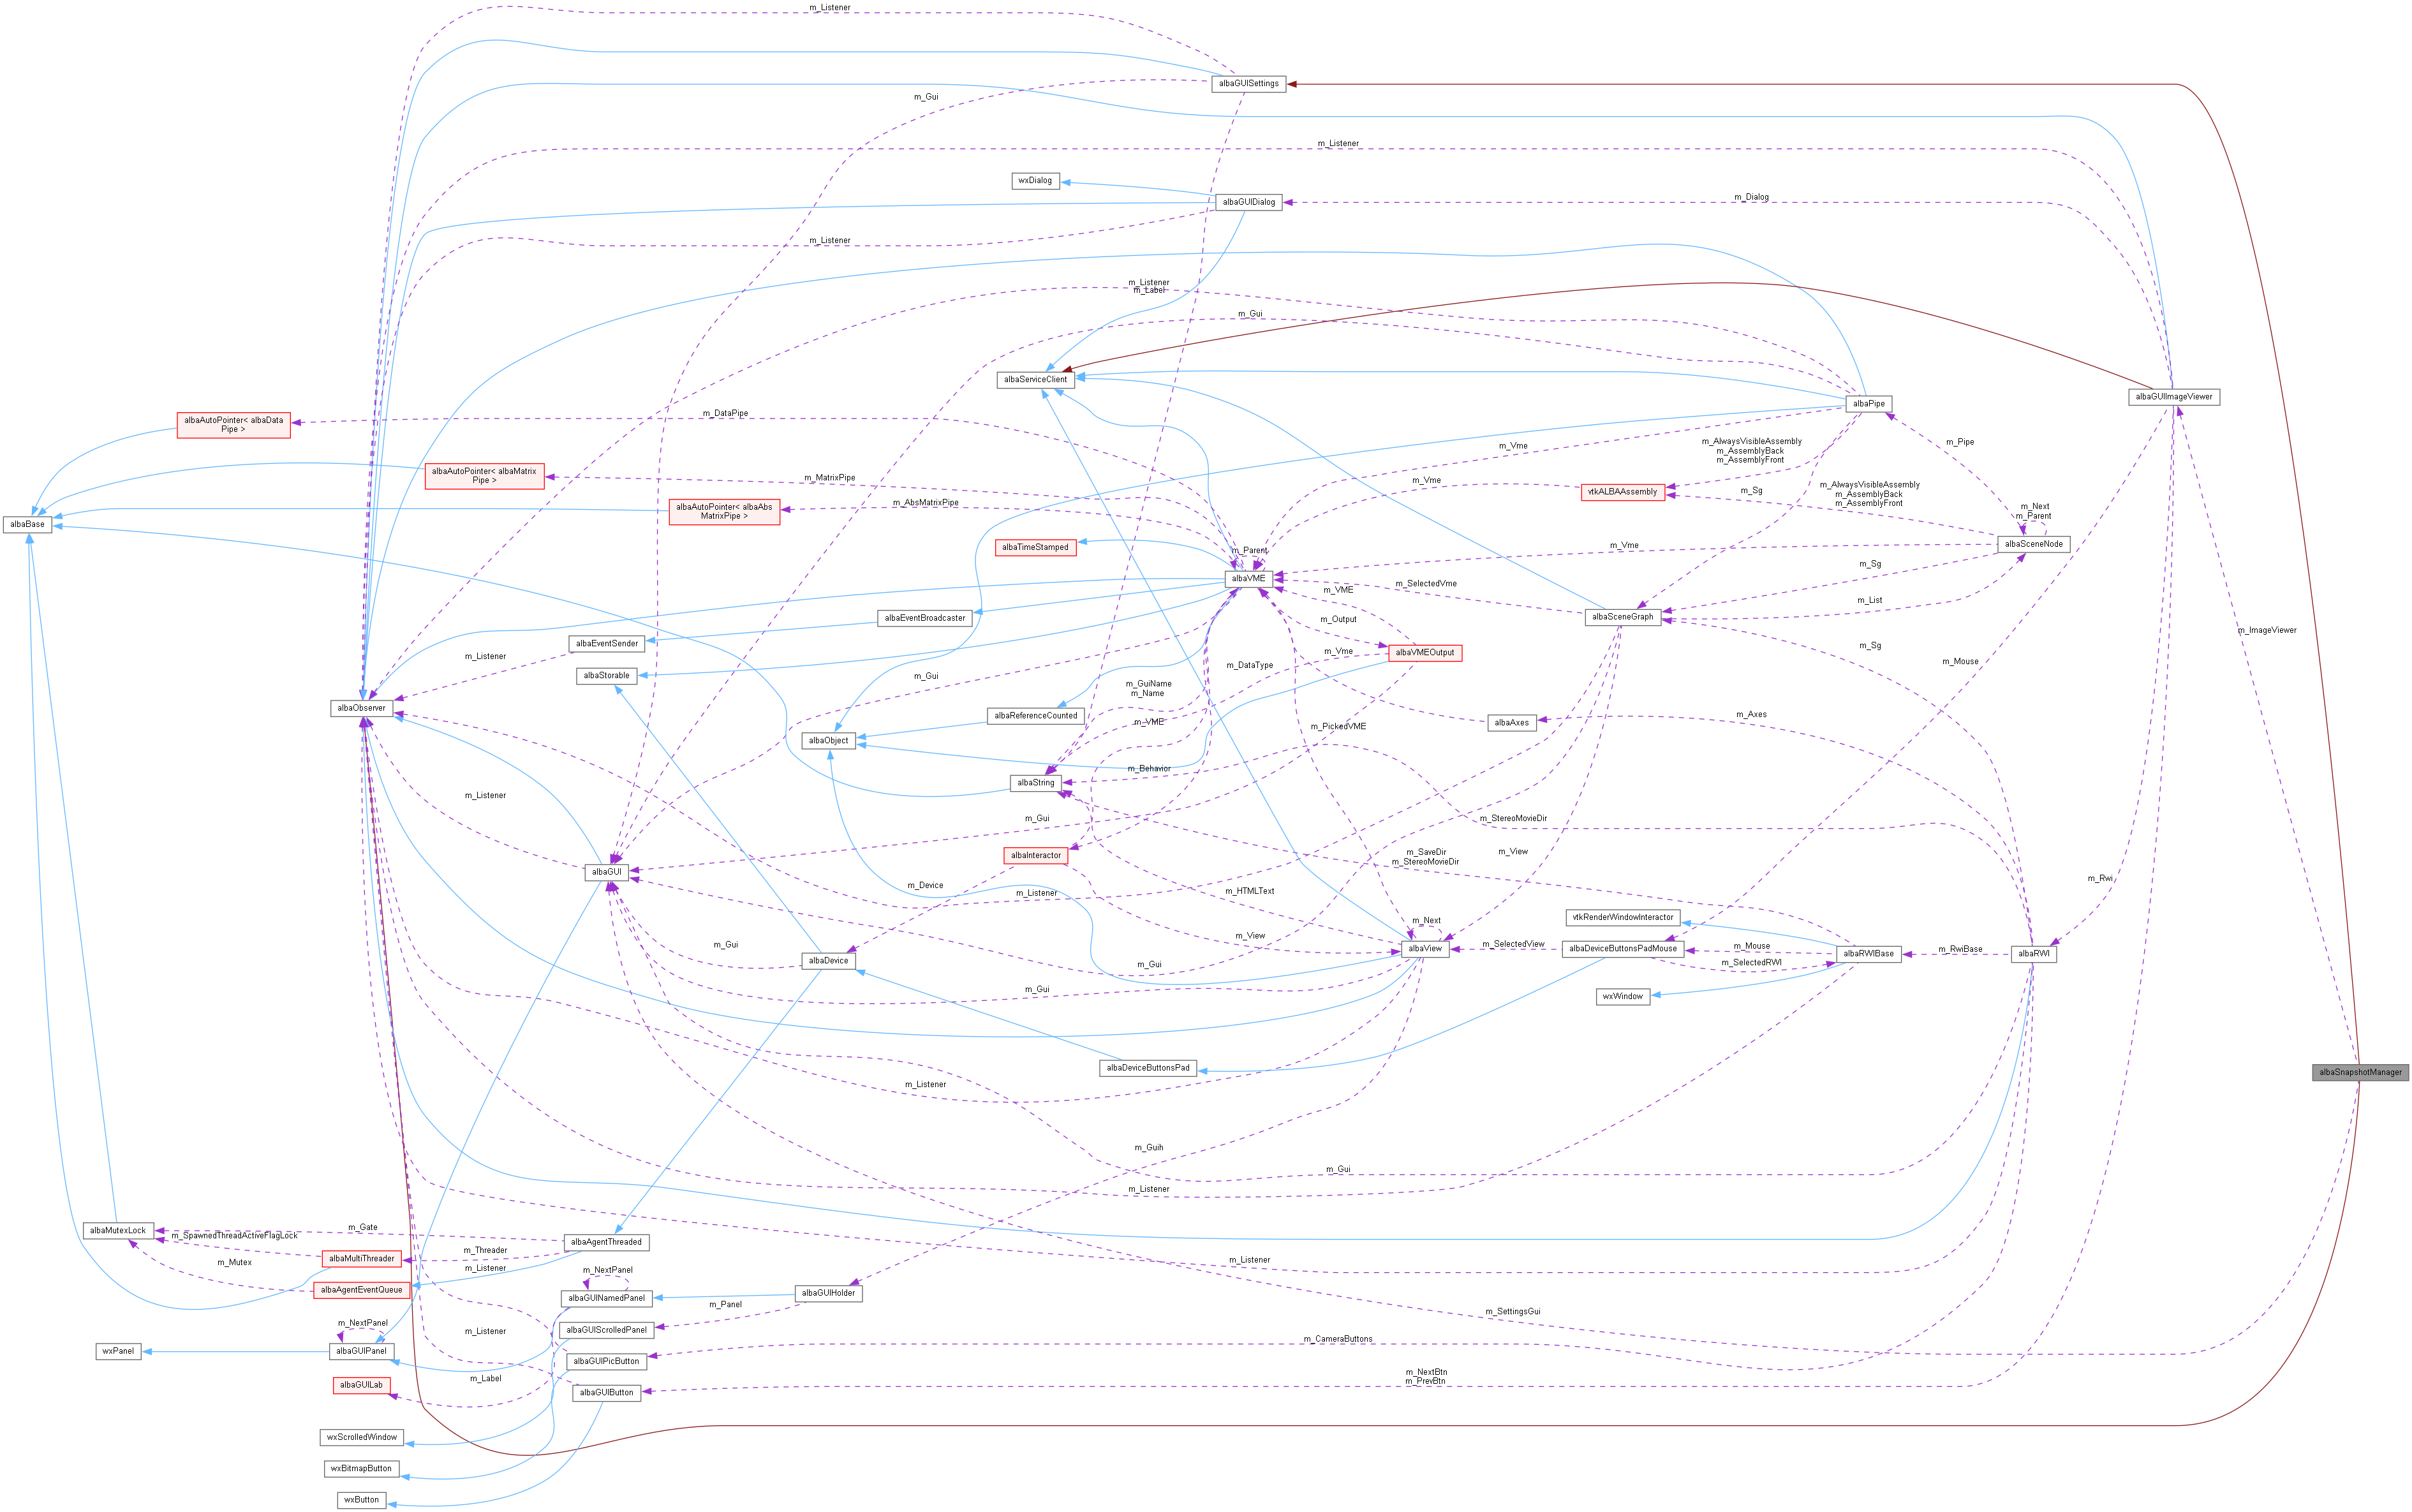 m_Listener
albaGUISettings
m_Gui
m_Listener
wxDialog
albaGUIDialog
m_Dialog
m_Listener
m_Listener
m_Label
m_Gui
albaServiceClient
albaGUIImageViewer
albaPipe
albaAutoPointer< albaData
Pipe >
m_DataPipe
m_Vme
m_AlwaysVisibleAssembly
m_AssemblyBack
m_AssemblyFront
m_Pipe
albaAutoPointer< albaMatrix
Pipe >
m_MatrixPipe
m_Vme
vtkALBAAssembly
m_Sg
m_AlwaysVisibleAssembly
m_AssemblyBack
m_AssemblyFront
m_Next
m_Parent
albaAutoPointer< albaAbs
MatrixPipe >
m_AbsMatrixPipe
albaBase
albaTimeStamped
m_Parent
m_Vme
albaSceneNode
albaVME
m_SelectedVme
m_Sg
m_VME
m_List
albaEventBroadcaster
m_Output
albaSceneGraph
m_ImageViewer
albaEventSender
m_Listener
m_Vme
albaVMEOutput
m_Sg
m_Mouse
albaStorable
m_Gui
m_DataType
m_GuiName
m_Name
albaObserver
albaReferenceCounted
m_VME
albaAxes
m_Axes
m_PickedVME
albaObject
m_Behavior
albaString
m_Listener
m_Gui
m_StereoMovieDir
albaInteractor
m_SaveDir
m_StereoMovieDir
m_View
albaGUI
m_Device
m_Listener
m_HTMLText
m_Rwi
vtkRenderWindowInteractor
m_Next
m_View
albaView
m_SelectedView
albaDeviceButtonsPadMouse
m_Mouse
albaRWIBase
m_RwiBase
albaRWI
m_Gui
albaDevice
m_Gui
m_SelectedRWI
m_Gui
wxWindow
albaDeviceButtonsPad
albaSnapshotManager
m_Listener
m_Guih
m_Gui
m_Listener
albaMutexLock
m_Gate
m_SpawnedThreadActiveFlagLock
albaAgentThreaded
albaMultiThreader
m_Threader
m_Listener
m_Mutex
m_Listener
m_NextPanel
albaAgentEventQueue
albaGUINamedPanel
albaGUIHolder
m_Panel
m_SettingsGui
m_NextPanel
m_Listener
albaGUIScrolledPanel
m_CameraButtons
wxPanel
albaGUIPanel
albaGUIPicButton
albaGUILab
m_Label
albaGUIButton
m_NextBtn
m_PrevBtn
wxScrolledWindow
wxBitmapButton
wxButton